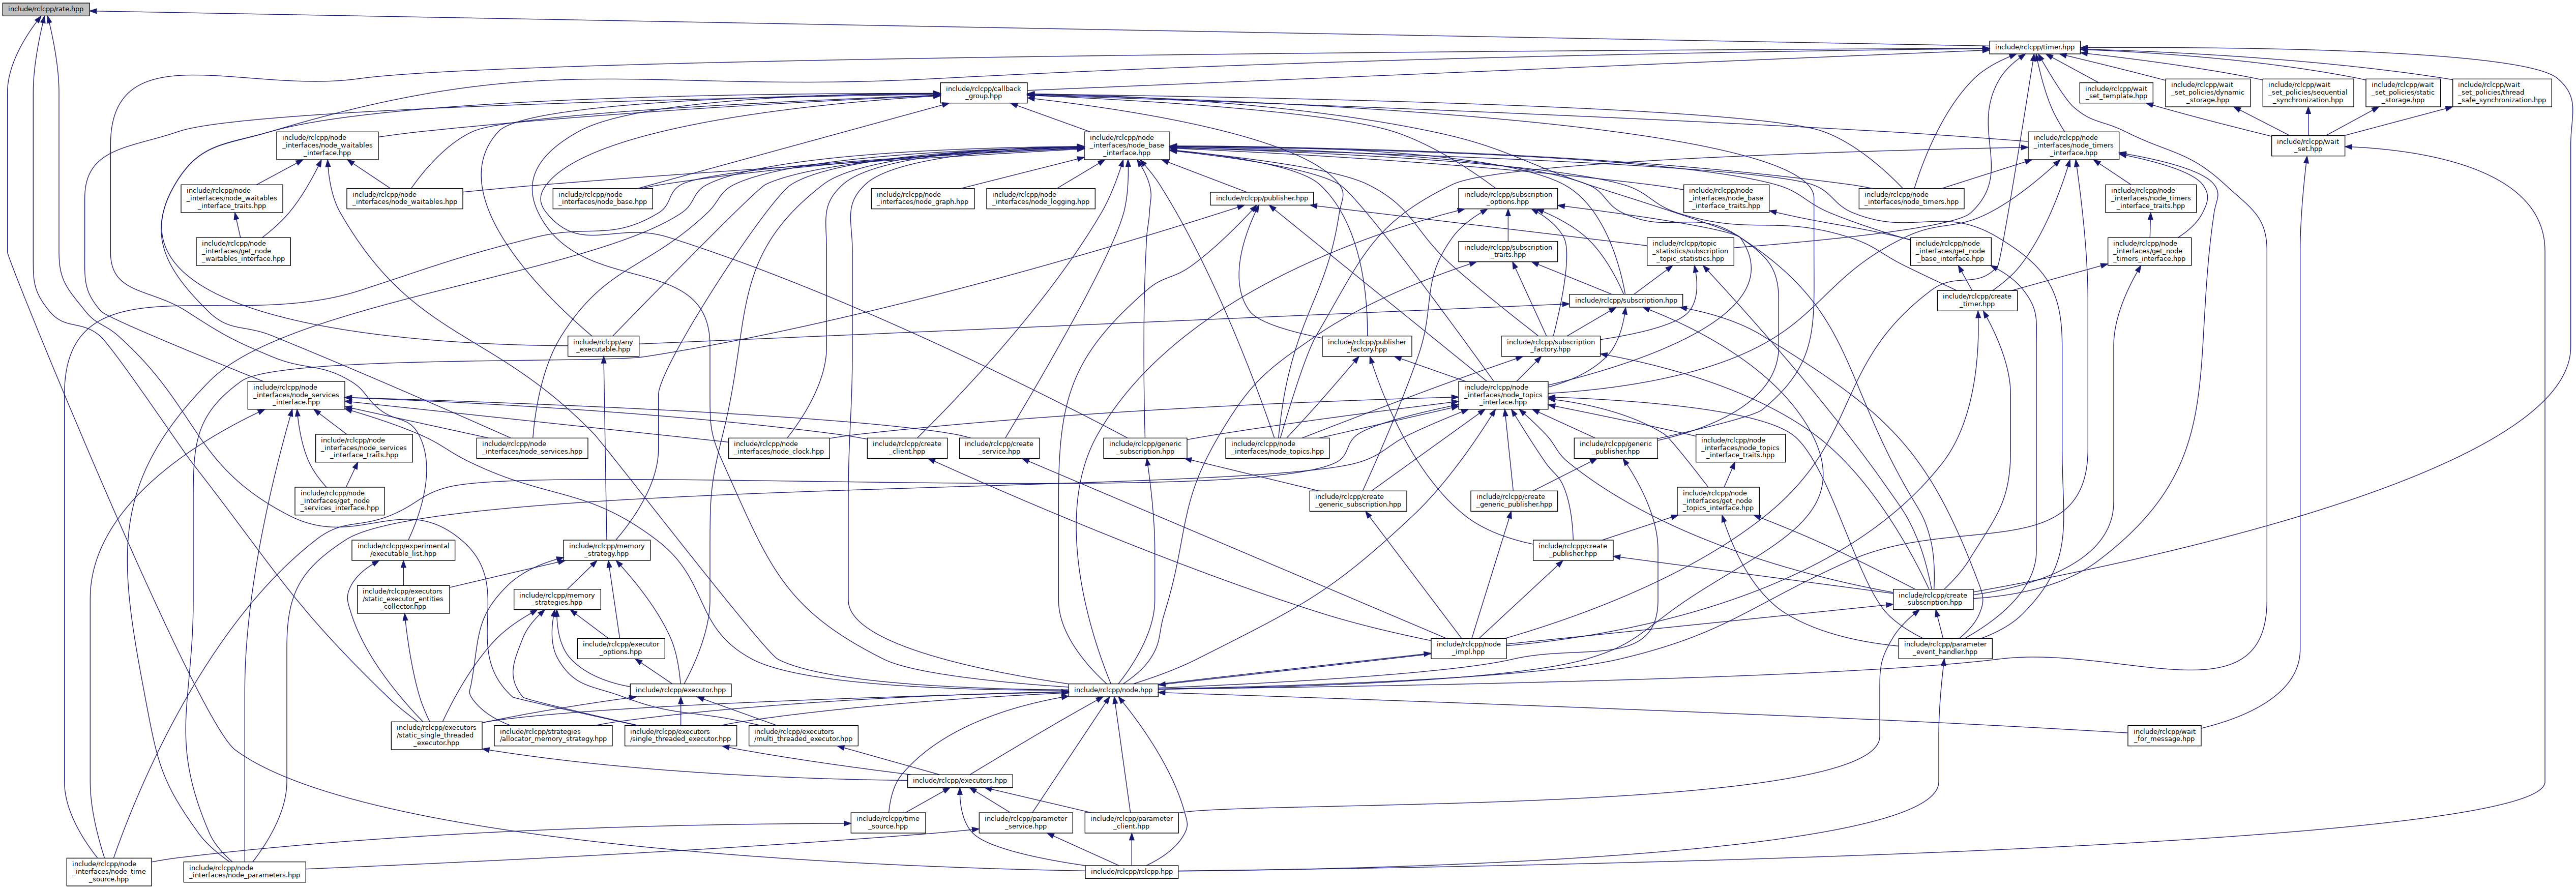 include/rclcpp/rate.hpp
include/rclcpp/timer.hpp
include/rclcpp/callback
_group.hpp
include/rclcpp/wait
_set_template.hpp
include/rclcpp/wait
_set_policies/dynamic
_storage.hpp
include/rclcpp/wait
_set_policies/sequential
_synchronization.hpp
include/rclcpp/wait
_set_policies/static
_storage.hpp
include/rclcpp/wait
_set_policies/thread
_safe_synchronization.hpp
include/rclcpp/node
_interfaces/node_waitables
_interface.hpp
include/rclcpp/node
_interfaces/node_base
_interface.hpp
include/rclcpp/node
_interfaces/node_timers
_interface.hpp
include/rclcpp/wait
_set.hpp
include/rclcpp/node
_interfaces/node_waitables
_interface_traits.hpp
include/rclcpp/node
_interfaces/node_waitables.hpp
include/rclcpp/node
_interfaces/node_base.hpp
include/rclcpp/node
_interfaces/node_graph.hpp
include/rclcpp/node
_interfaces/node_logging.hpp
include/rclcpp/publisher.hpp
include/rclcpp/subscription
_options.hpp
include/rclcpp/node
_interfaces/node_base
_interface_traits.hpp
include/rclcpp/node
_interfaces/node_timers.hpp
include/rclcpp/node
_interfaces/node_timers
_interface_traits.hpp
include/rclcpp/node
_interfaces/get_node
_waitables_interface.hpp
include/rclcpp/subscription
_traits.hpp
include/rclcpp/topic
_statistics/subscription
_topic_statistics.hpp
include/rclcpp/node
_interfaces/get_node
_base_interface.hpp
include/rclcpp/node
_interfaces/get_node
_timers_interface.hpp
include/rclcpp/subscription.hpp
include/rclcpp/create
_timer.hpp
include/rclcpp/any
_executable.hpp
include/rclcpp/publisher
_factory.hpp
include/rclcpp/subscription
_factory.hpp
include/rclcpp/node
_interfaces/node_services
_interface.hpp
include/rclcpp/node
_interfaces/node_topics
_interface.hpp
include/rclcpp/node
_interfaces/node_services
_interface_traits.hpp
include/rclcpp/node
_interfaces/node_services.hpp
include/rclcpp/node
_interfaces/node_clock.hpp
include/rclcpp/create
_client.hpp
include/rclcpp/create
_service.hpp
include/rclcpp/generic
_subscription.hpp
include/rclcpp/node
_interfaces/node_topics.hpp
include/rclcpp/generic
_publisher.hpp
include/rclcpp/node
_interfaces/node_topics
_interface_traits.hpp
include/rclcpp/node
_interfaces/get_node
_services_interface.hpp
include/rclcpp/create
_generic_subscription.hpp
include/rclcpp/create
_generic_publisher.hpp
include/rclcpp/node
_interfaces/get_node
_topics_interface.hpp
include/rclcpp/experimental
/executable_list.hpp
include/rclcpp/memory
_strategy.hpp
include/rclcpp/create
_publisher.hpp
include/rclcpp/executors
/static_executor_entities
_collector.hpp
include/rclcpp/memory
_strategies.hpp
include/rclcpp/create
_subscription.hpp
include/rclcpp/executor
_options.hpp
include/rclcpp/node
_impl.hpp
include/rclcpp/parameter
_event_handler.hpp
include/rclcpp/executor.hpp
include/rclcpp/node.hpp
include/rclcpp/executors
/static_single_threaded
_executor.hpp
include/rclcpp/strategies
/allocator_memory_strategy.hpp
include/rclcpp/executors
/single_threaded_executor.hpp
include/rclcpp/executors
/multi_threaded_executor.hpp
include/rclcpp/wait
_for_message.hpp
include/rclcpp/executors.hpp
include/rclcpp/time
_source.hpp
include/rclcpp/parameter
_service.hpp
include/rclcpp/parameter
_client.hpp
include/rclcpp/node
_interfaces/node_time
_source.hpp
include/rclcpp/node
_interfaces/node_parameters.hpp
include/rclcpp/rclcpp.hpp